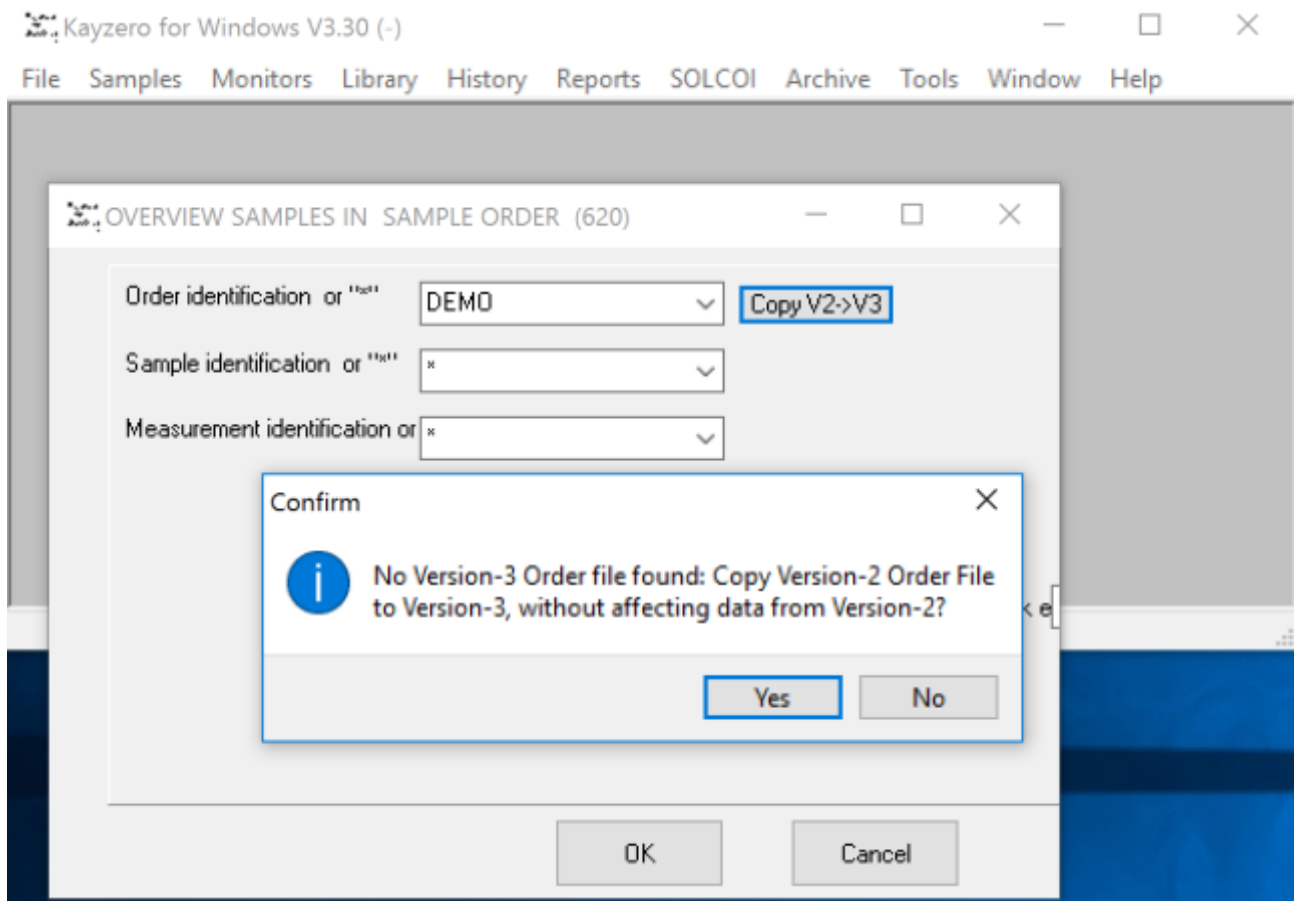 Kayzero for Windows V3.30 (-)
File Samples Monitors Library History Reports SOLCOI Archive Tools Window Help
OVERVIEW SAMPLES IN SAMPLE ORDER (620)
Order identification or "*" DEMO Copy V2->V3
Sample identification or "*" *
Measurement identification or *
Confirm
No Version-3 Order file found: Copy Version-2 Order File
to Version-3, without affecting data from Version-2?
Yes No
OK Cancel